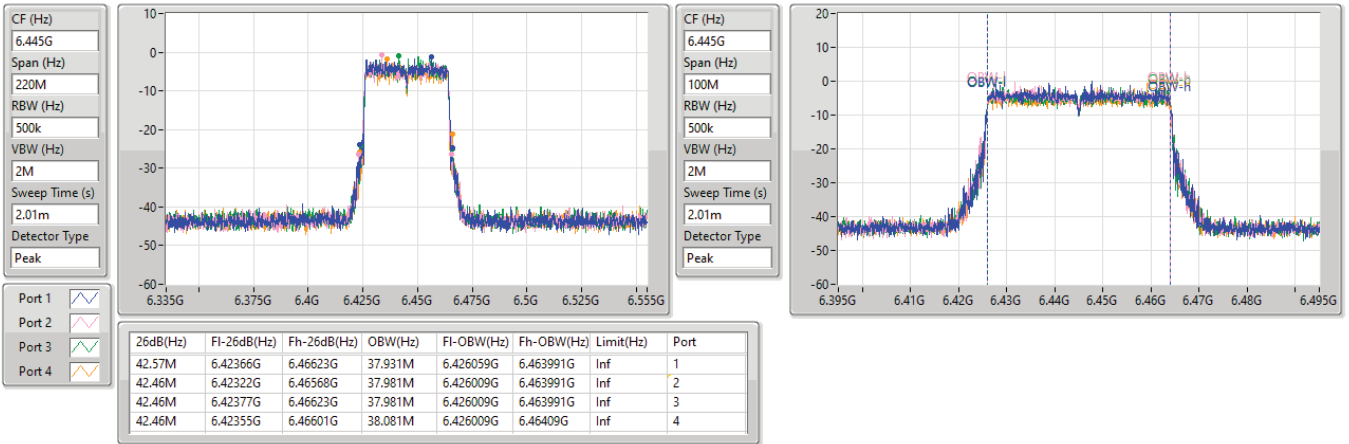 CF (Hz)
6.445G
Span (Hz)
220M
RBW (Hz)
500k
VBW (Hz)
2M
Sweep Time (s)
2.01m
Detector Type
Peak
10
0
-10
-20
-30
-40
-50
-60
6.335G 6.375G 6.4G 6.425G 6.45G 6.475G 6.5G 6.525G 6.555G
CF (Hz)
6.445G
Span (Hz)
100M
RBW (Hz)
500k
VBW (Hz)
2M
Sweep Time (s)
2.01m
Detector Type
Peak
20
10
0
-10
-20
-30
-40
-50
-60
OBW-l OBW-h
OBW-h
6.395G 6.41G 6.42G 6.43G 6.44G 6.45G 6.46G 6.47G 6.48G 6.495G
Port 1
Port 2
Port 3
Port 4
26dB(Hz) Fl-26dB(Hz) Fh-26dB(Hz) OBW(Hz) Fl-OBW(Hz) Fh-OBW(Hz) Limit(Hz) Port
42.57M 6.42366G 6.46623G 37.931M 6.426059G 6.463991G Inf 1
42.46M 6.42322G 6.46568G 37.981M 6.426009G 6.463991G Inf 2
42.46M 6.42377G 6.46623G 37.981M 6.426009G 6.463991G Inf 3
42.46M 6.42355G 6.46601G 38.081M 6.426009G 6.46409G Inf 4